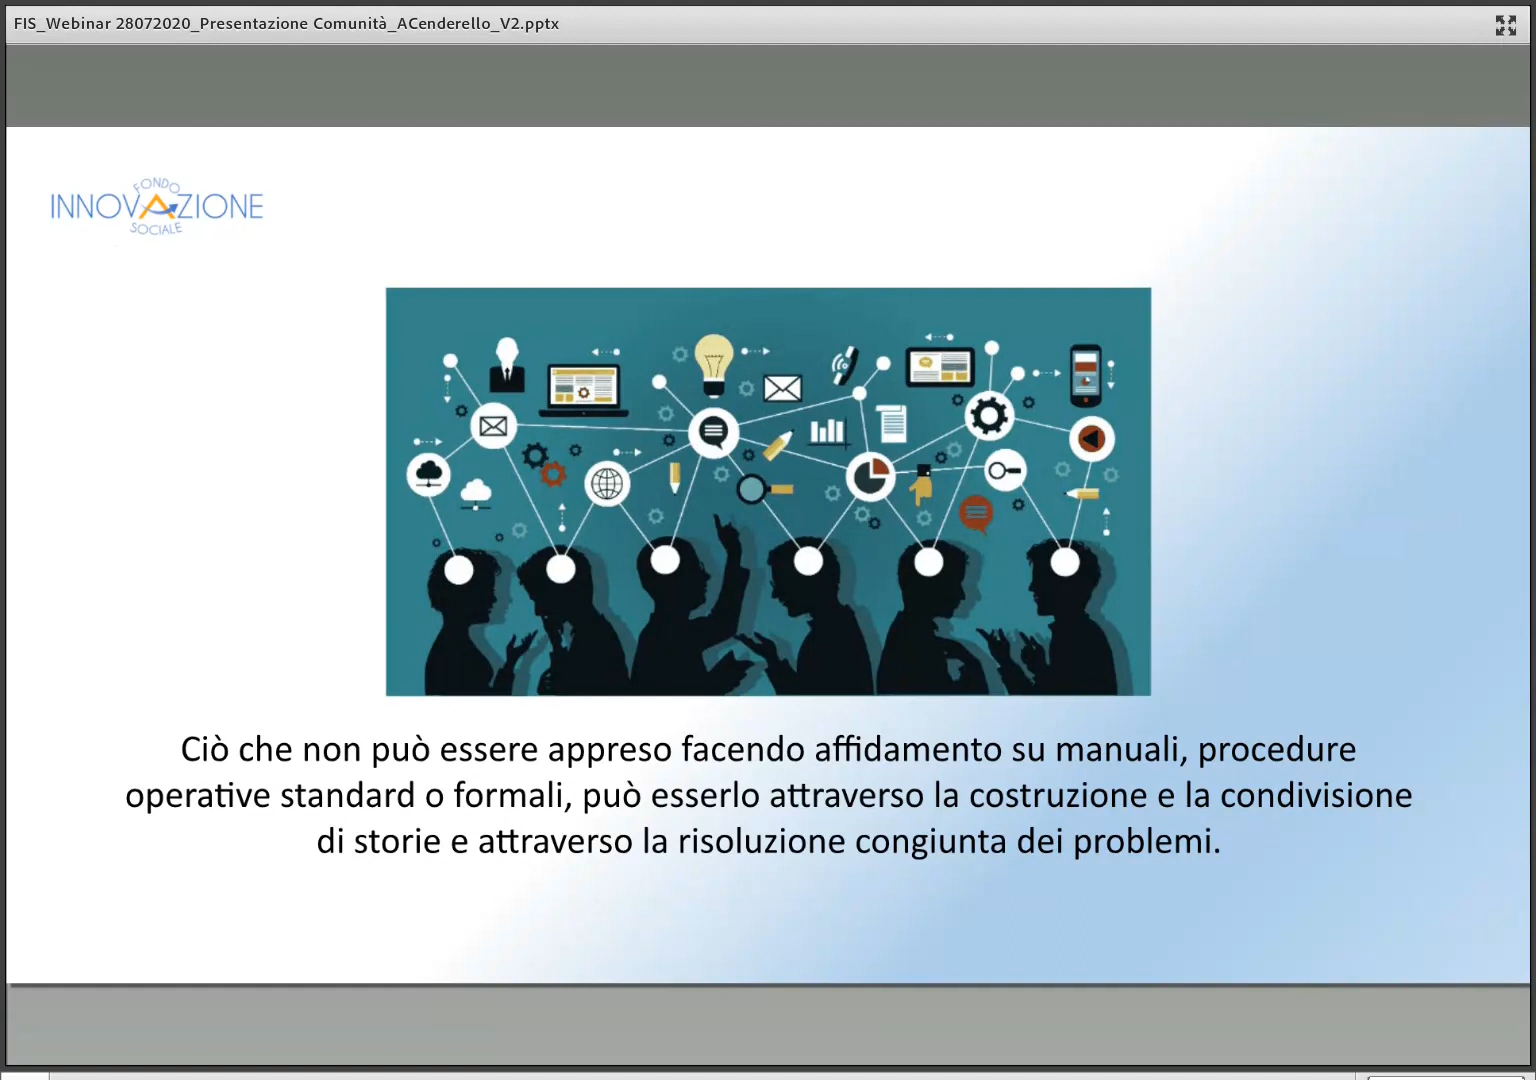 FIS_Webinar 28072020_Presentazione Comunità_ACenderello_V2.pptx
FONDO
INNOVAZIONE
SOCIALE
Ciò che non può essere appreso facendo affidamento su manuali, procedure
operative standard o formali, può esserlo attraverso la costruzione e la condivisione
di storie e attraverso la risoluzione congiunta dei problemi.